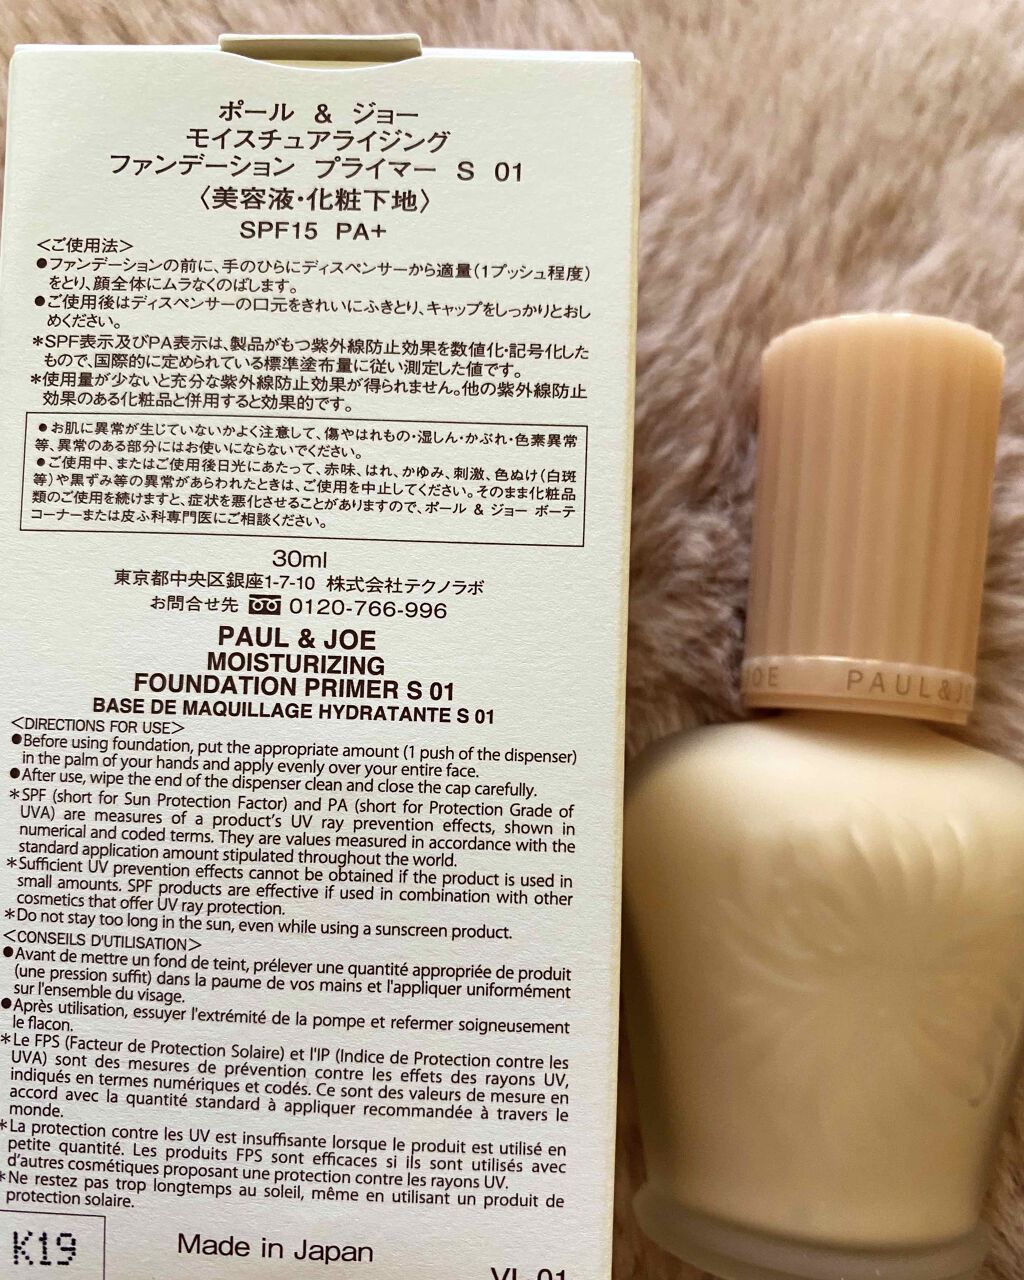 ポール & ジョー
モイスチュアライジング
ファンデーション プライマー S 01
〈美容液・化粧下地〉
SPF15 PA+
<ご使用法>
●ファンデーションの前に、手のひらにディスペンサーから適量(1プッシュ程度)
をとり、顔全体にムラなくのばします。
●ご使用後はディスペンサーの口元をきれいにふきとり、キャップをしっかりとおし
めください。
*SPF表示及びPA表示は、製品がもつ紫外線防止効果を数値化・記号化した
もので、国際的に定められている標準塗布量に従い測定した値です。
*使用量が少ないと充分な紫外線防止効果が得られません。他の紫外線防止
効果のある化粧品と併用すると効果的です。
●お肌に異常が生じていないかよく注意して、傷やはれもの・湿しん・かぶれ・色素異常
等、異常のある部分にはお使いにならないでください。
●ご使用中、またはご使用後日光にあたって、赤味、はれ、かゆみ、刺激、色ぬけ(白斑
等)や黒ずみ等の異常があらわれたときは、ご使用を中止してください。そのまま化粧品
類のご使用を続けますと、症状を悪化させることがありますので、ポール & ジョー ボーテ
コーナーまたは皮ふ科専門医にご相談ください。
30ml
東京都中央区銀座1-7-10 株式会社テクノラボ
お問合せ先 0120-766-996
PAUL & JOE
MOISTURIZING
FOUNDATION PRIMER S 01
BASE DE MAQUILLAGE HYDRATANTE S 01
<DIRECTIONS FOR USE>
●Before using foundation, put the appropriate amount (1 push of the dispenser)
in the palm of your hands and apply evenly over your entire face.
●After use, wipe the end of the dispenser clean and close the cap carefully.
*SPF (short for Sun Protection Factor) and PA (short for Protection Grade of
UVA) are measures of a product's UV ray prevention effects, shown in
numerical and coded terms. They are values measured in accordance with the
standard application amount stipulated throughout the world.
*Sufficient UV prevention effects cannot be obtained if the product is used in
small amounts. SPF products are effective if used in combination with other
cosmetics that offer UV ray protection.
*Do not stay too long in the sun, even while using a sunscreen product.
<CONSEILS D'UTILISATION>
●Avant de mettre un fond de teint, prélever une quantité appropriée de produit
(une pression suffit) dans la paume de vos mains et l'appliquer uniformément
sur l'ensemble du visage.
●Après utilisation, essuyer l'extrémité de la pompe et refermer soigneusement
le flacon.
*Le FPS (Facteur de Protection Solaire) et l'IP (Indice de Protection contre les
UVA) sont des mesures de prévention contre les effets des rayons UV,
indiqués en termes numériques et codés. Ce sont des valeurs de mesure en
accord avec la quantité standard à appliquer recommandée à travers le
monde.
*La protection contre les UV est insuffisante lorsque le produit est utilisé en
petite quantité. Les produits FPS sont efficaces si ils sont utilisés avec
d'autres cosmétiques proposant une protection contre les rayons UV.
*Ne restez pas trop longtemps au soleil, même en utilisant un produit de
protection solaire.
K19
Made in Japan
VL-01
JOE PAUL&JO